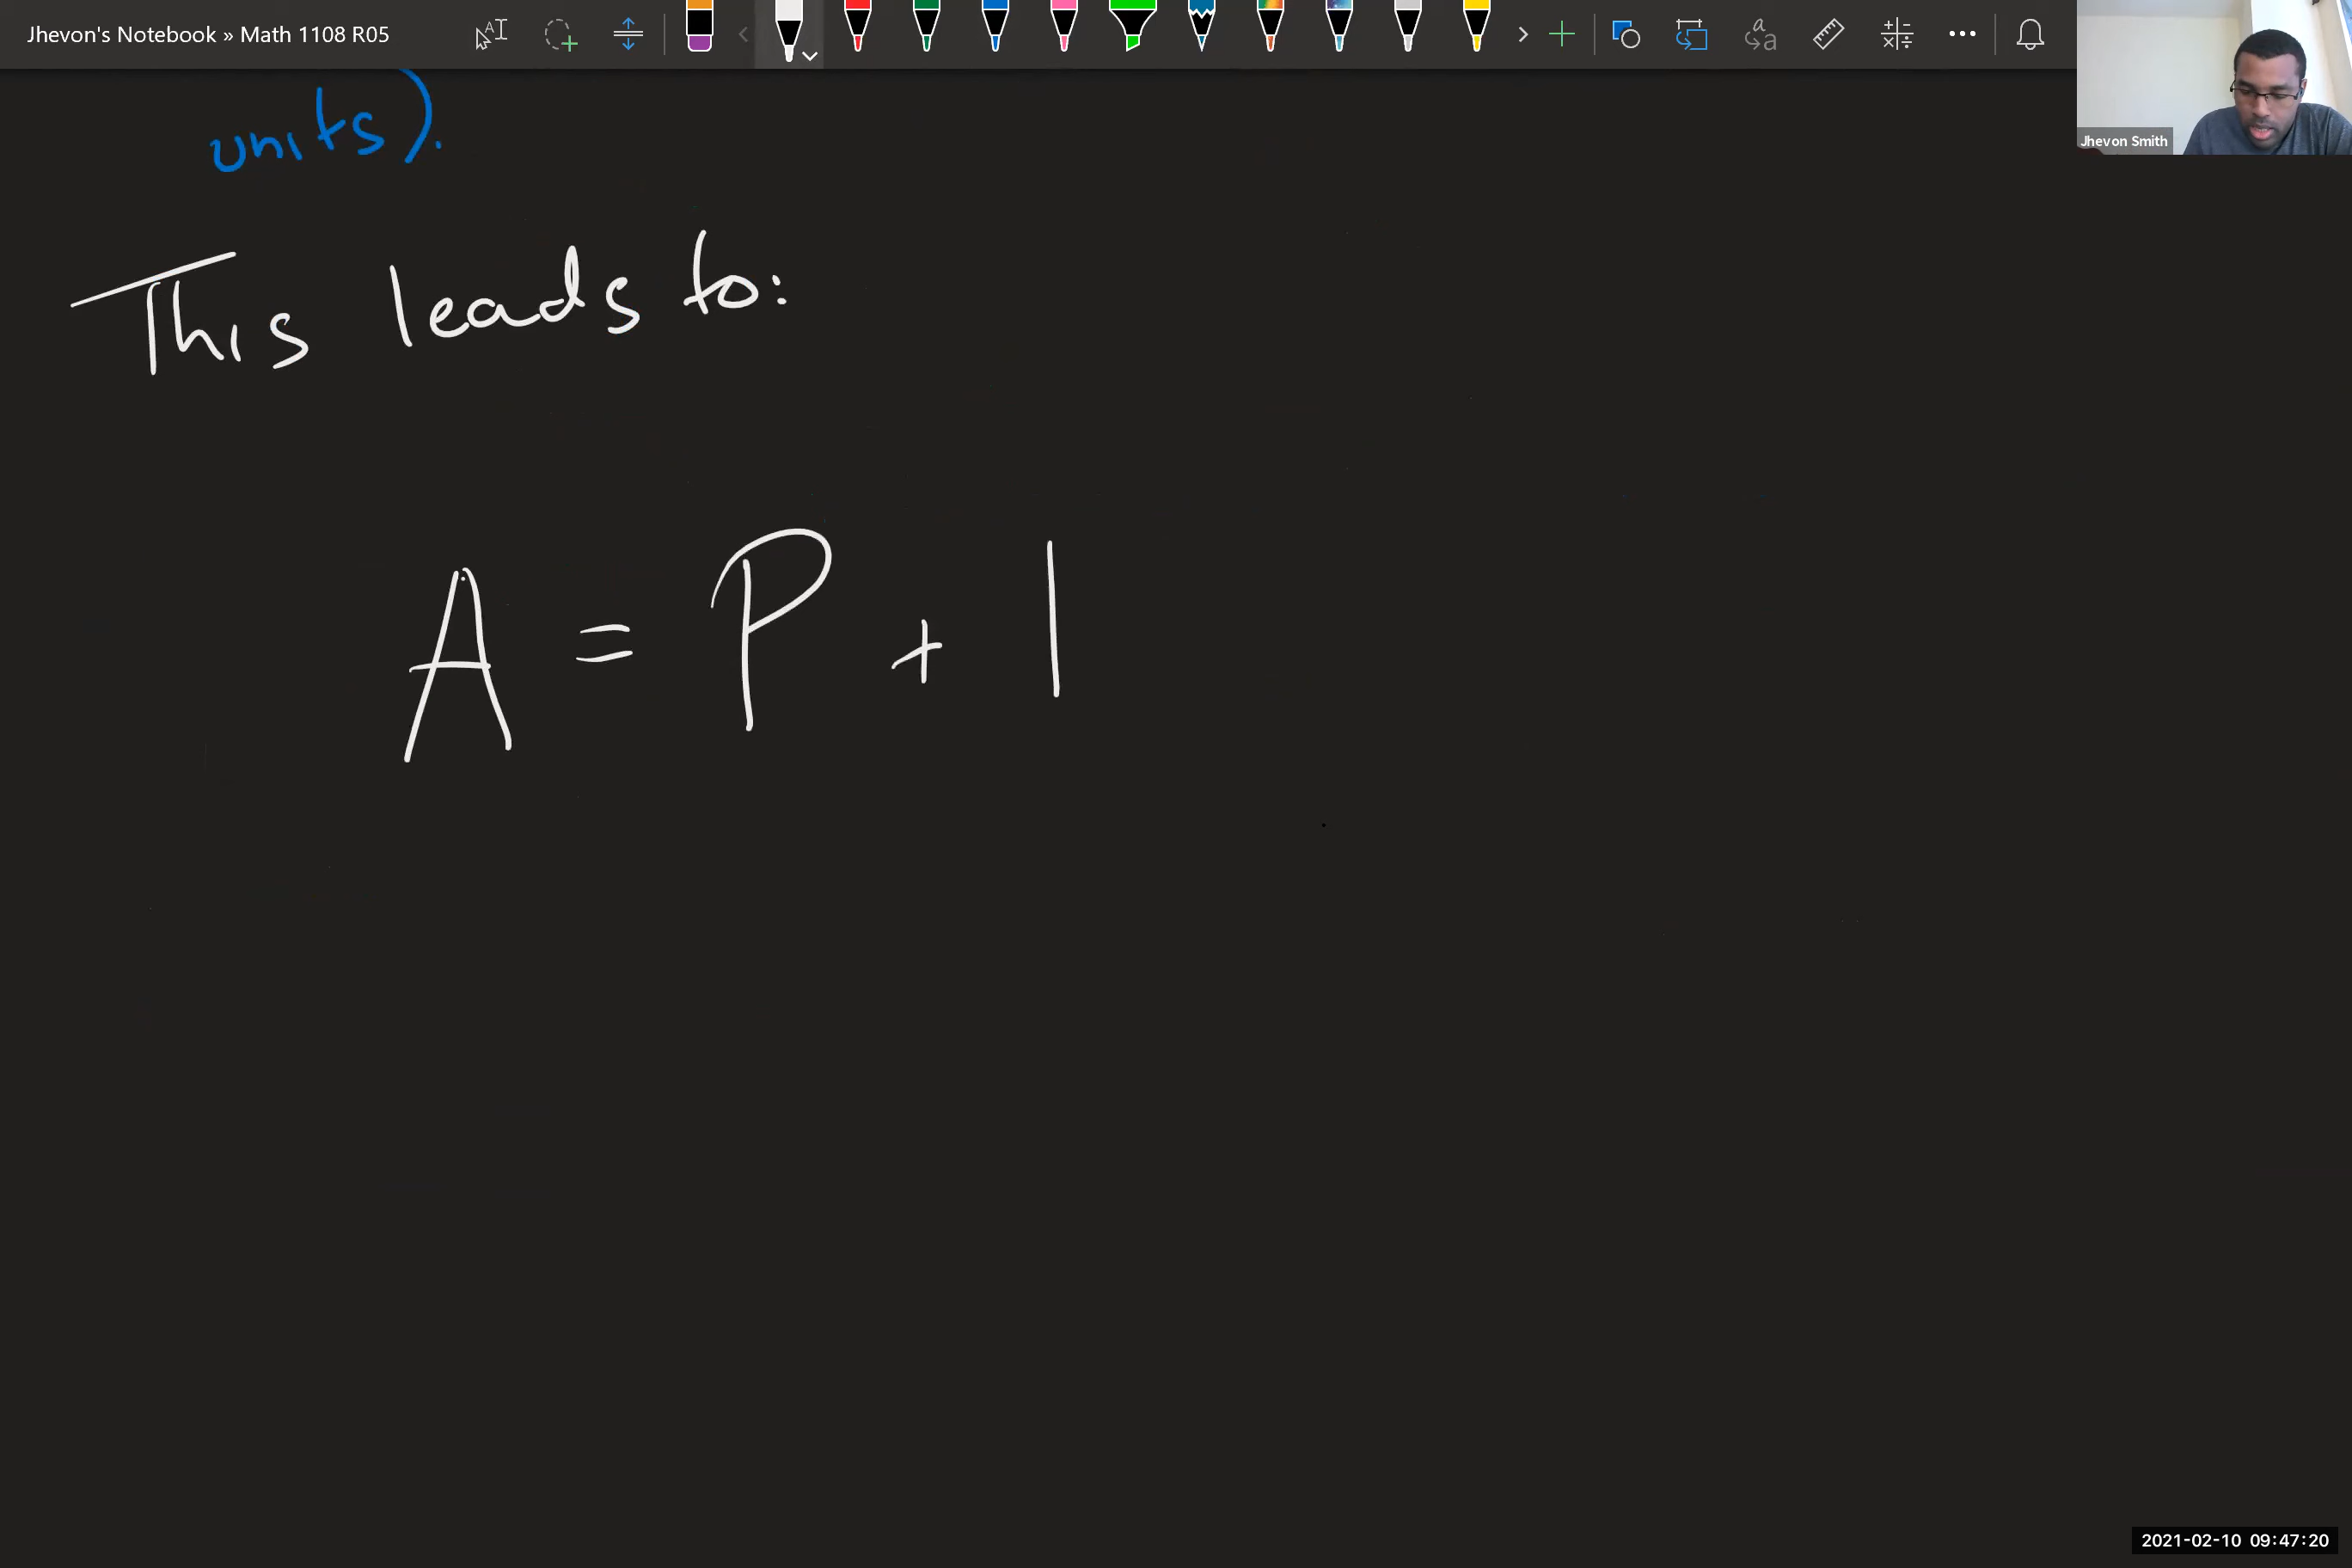 Jhevon's Notebook » Math 1108 R05
Jhevon Smith
units).
This leads to:
A = P + I
2021-02-10 09:47:20